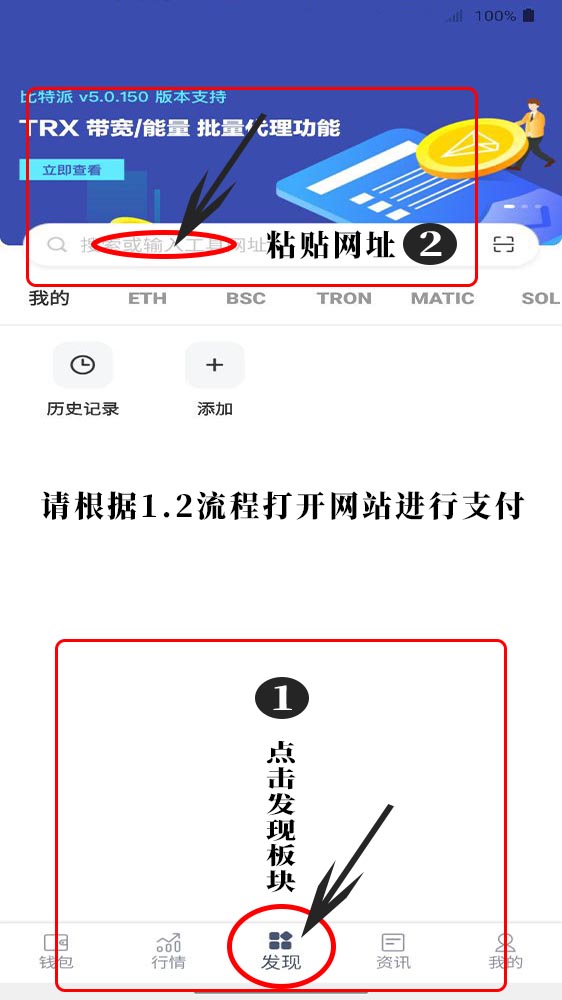 100%
比特派 v5.0.150 版本支持
TRX 带宽/能量 批量代理功能
立即查看
搜索或输入工具网址
粘贴网址 2
我的 ETH BSC TRON MATIC SOL
历史记录 添加
请根据1.2流程打开网站进行支付
1
点击发现板块
钱包 行情 发现 资讯 我的